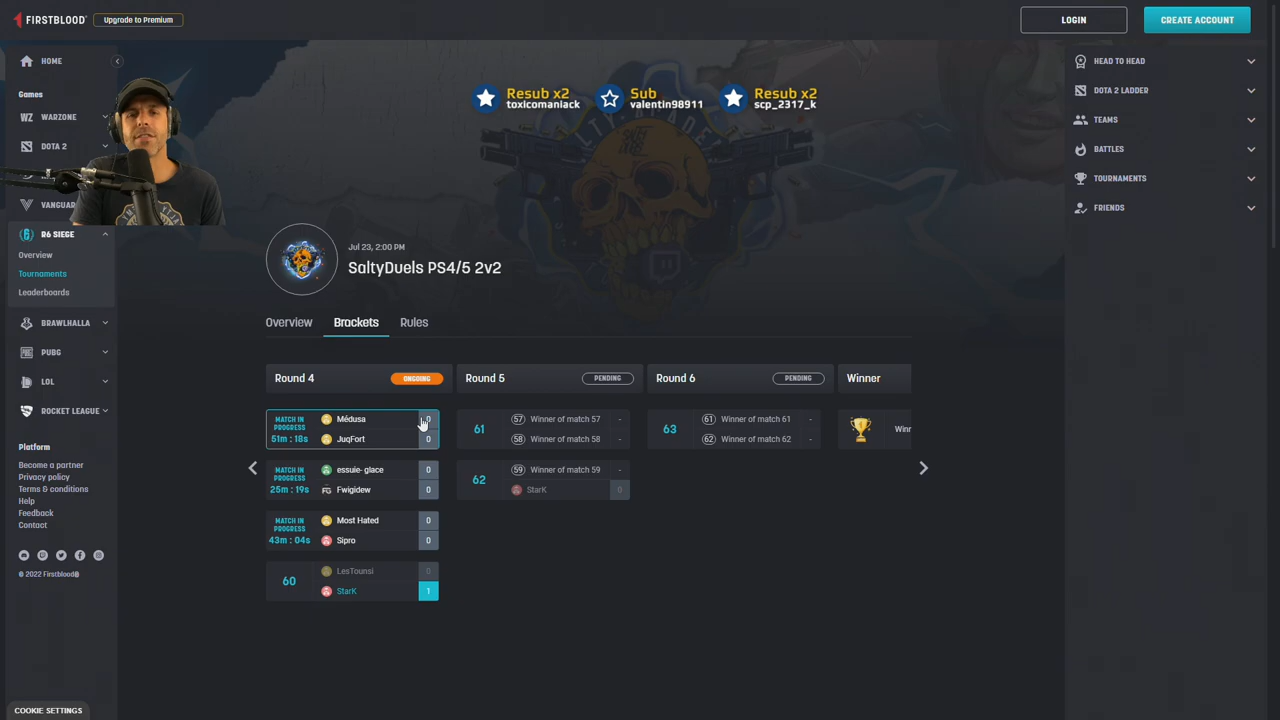 FIRSTBLOOD
Upgrade to Premium
LOGIN
CREATE ACCOUNT
HOME
Games
WZ WARZONE
DOTA 2
VANGUAR
R6 SIEGE
Overview
Tournaments
Leaderboards
BRAWLHALLA
PUBG
LOL
ROCKET LEAGUE
Platform
Become a partner
Privacy policy
Terms & conditions
Help
Feedback
Contact
© 2022 Firstblood®
COOKIE SETTINGS
Resub x2
toxicomaniack
Sub
valentin98911
Resub x2
scp_2317_k
Jul 23, 2:00 PM
SaltyDuels PS4/5 2v2
Overview Brackets Rules
Round 4 ONGOING
MATCH IN PROGRESS
51m : 18s
Médusa 0
JuqFort 0
MATCH IN PROGRESS
25m : 19s
essuie- glace 0
FG Fwigidew 0
MATCH IN PROGRESS
43m : 04s
Most Hated 0
Sipro 0
60
LesTounsi 0
StarK 1
Round 5 PENDING
61
57 Winner of match 57 -
58 Winner of match 58 -
62
59 Winner of match 59 -
StarK 0
Round 6 PENDING
63
61 Winner of match 61 -
62 Winner of match 62 -
Winner
Winr
HEAD TO HEAD
DOTA 2 LADDER
TEAMS
BATTLES
TOURNAMENTS
FRIENDS